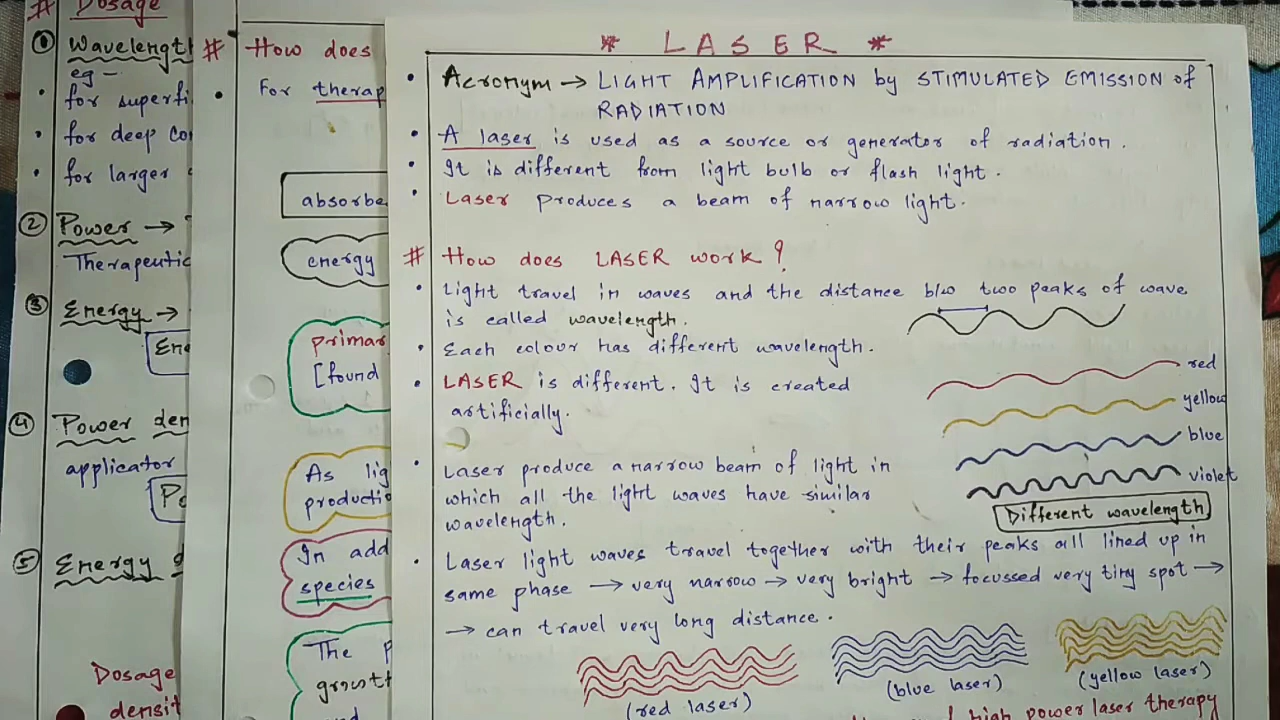 # Dosage
① Wavelength
eg -
• for superfi
• for deep con
• for larger
② Power →
Therapeutic
③ Energy →
Ene
④ Power den
applicator
Po
⑤ Energy d
Dosage
densit
# How does
• For therap
absorbe
energy
primar
[found
As lig
productio
In add
species
The p
growth
and
* LASER *
• Acronym → LIGHT AMPLIFICATION by STIMULATED EMISSION of
RADIATION
• A laser is used as a source or generator of radiation.
• It is different from light bulb or flash light.
• Laser produces a beam of narrow light.
# How does LASER work?
• Light travel in waves and the distance b/w two peaks of wave
is called wavelength.
• Each colour has different wavelength.
• LASER is different. It is created
artificially.
red
yellow
blue
violet
Different wavelength
• Laser produce a narrow beam of light in
which all the light waves have similar
wavelength.
• Laser light waves travel together with their peaks all lined up in
same phase → very narrow → very bright → focussed very tiny spot →
→ can travel very long distance.
(red laser)
(blue laser)
(yellow laser)
high power laser therapy